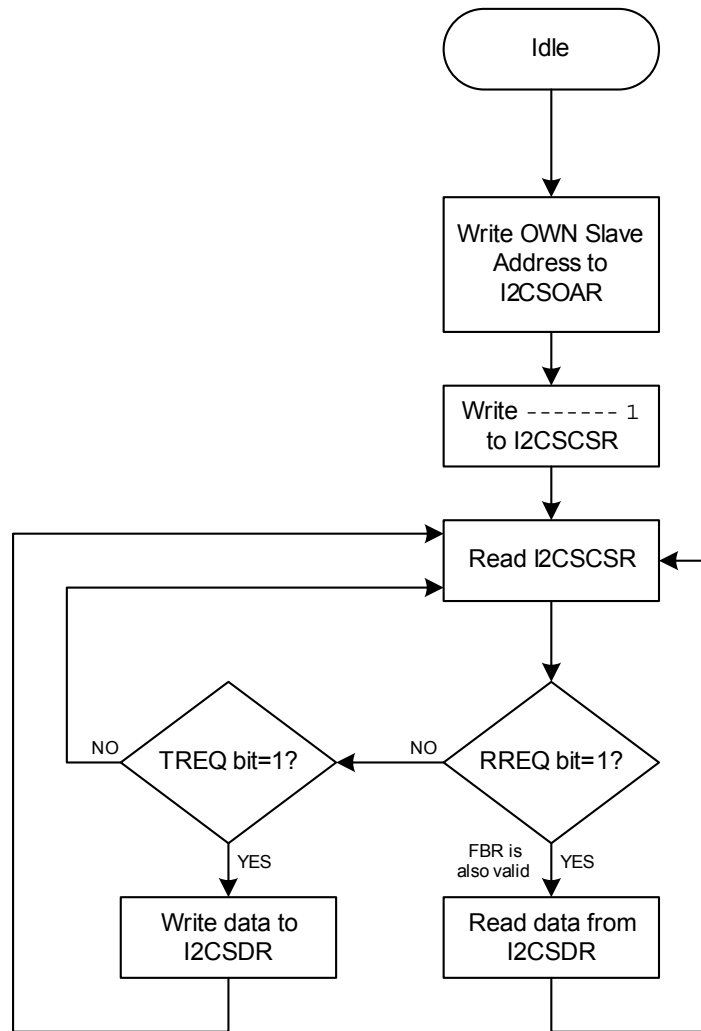 Idle
Write OWN Slave
Address to
I2CSOAR
Write ------- 1
to I2CSCSR
Read I2CSCSR
NO
TREQ bit=1?
NO
RREQ bit=1?
YES
FBR is
also valid
YES
Write data to
I2CSDR
Read data from
I2CSDR